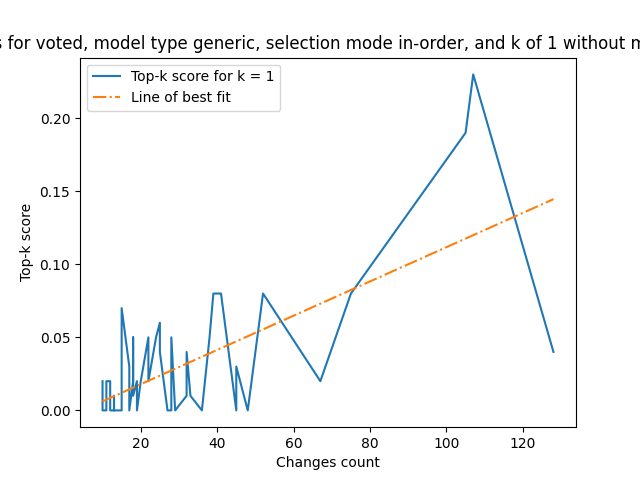 for voted, model type generic, selection mode in-order, and k of 1 without
Top-k score for k = 1
Line of best fit
0.20
0.15
0.10
0.05
0.00
Top-k score
20 40 60 80 100 120
Changes count